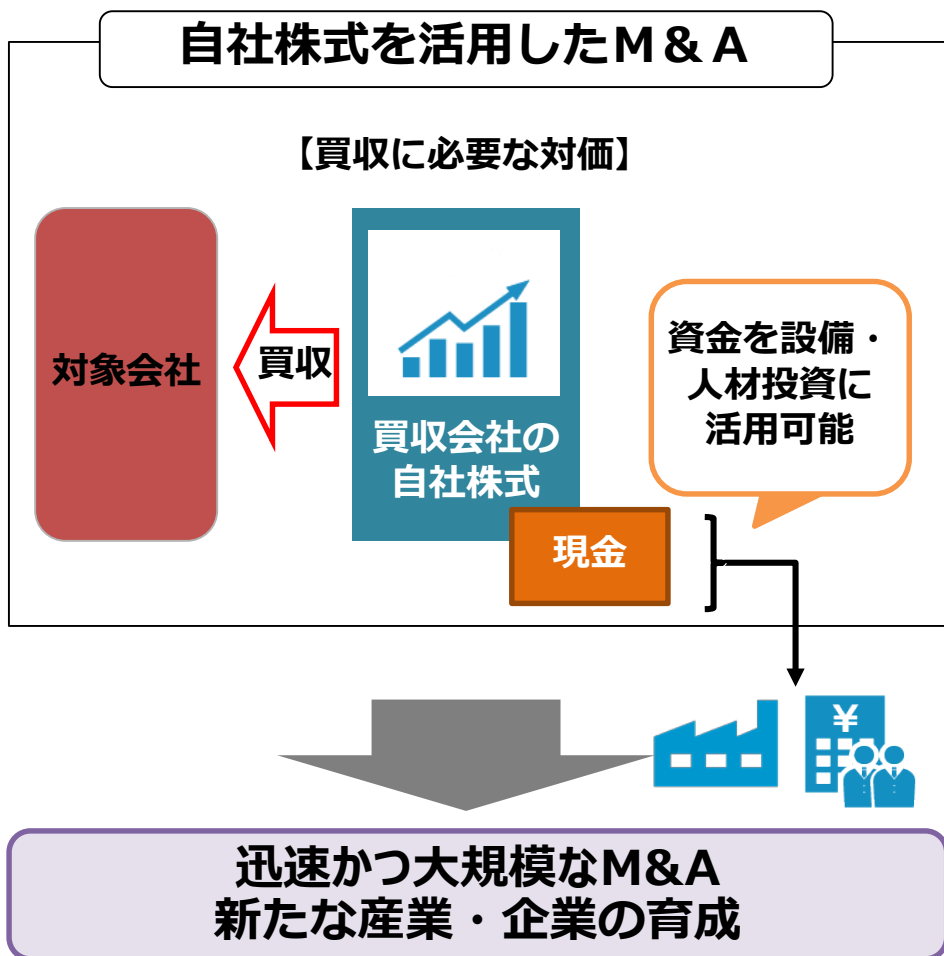 自社株式を活用したM&A
【買収に必要な対価】
対象会社
買収
買収会社の
自社株式
現金
資金を設備・
人材投資に
活用可能
¥
迅速かつ大規模なM&A
新たな産業・企業の育成